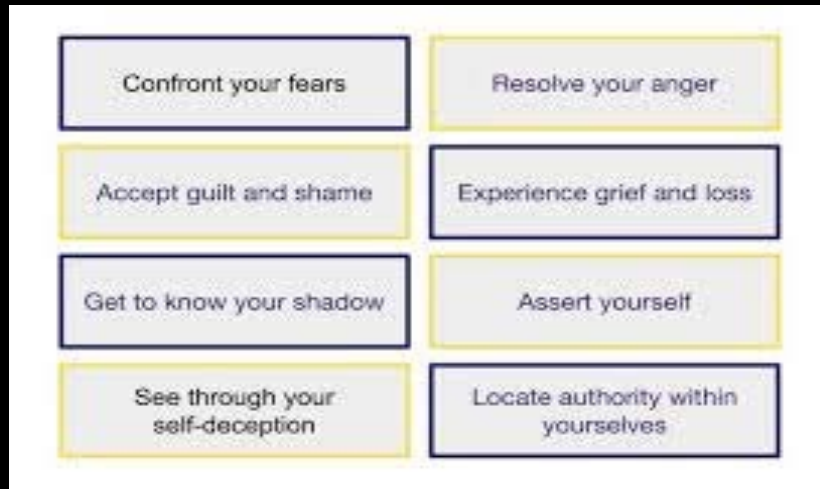 Confront your fears
Resolve your anger
Accept guilt and shame
Experience grief and loss
Get to know your shadow
Assert yourself
See through your
self-deception
Locate authority within
yourselves